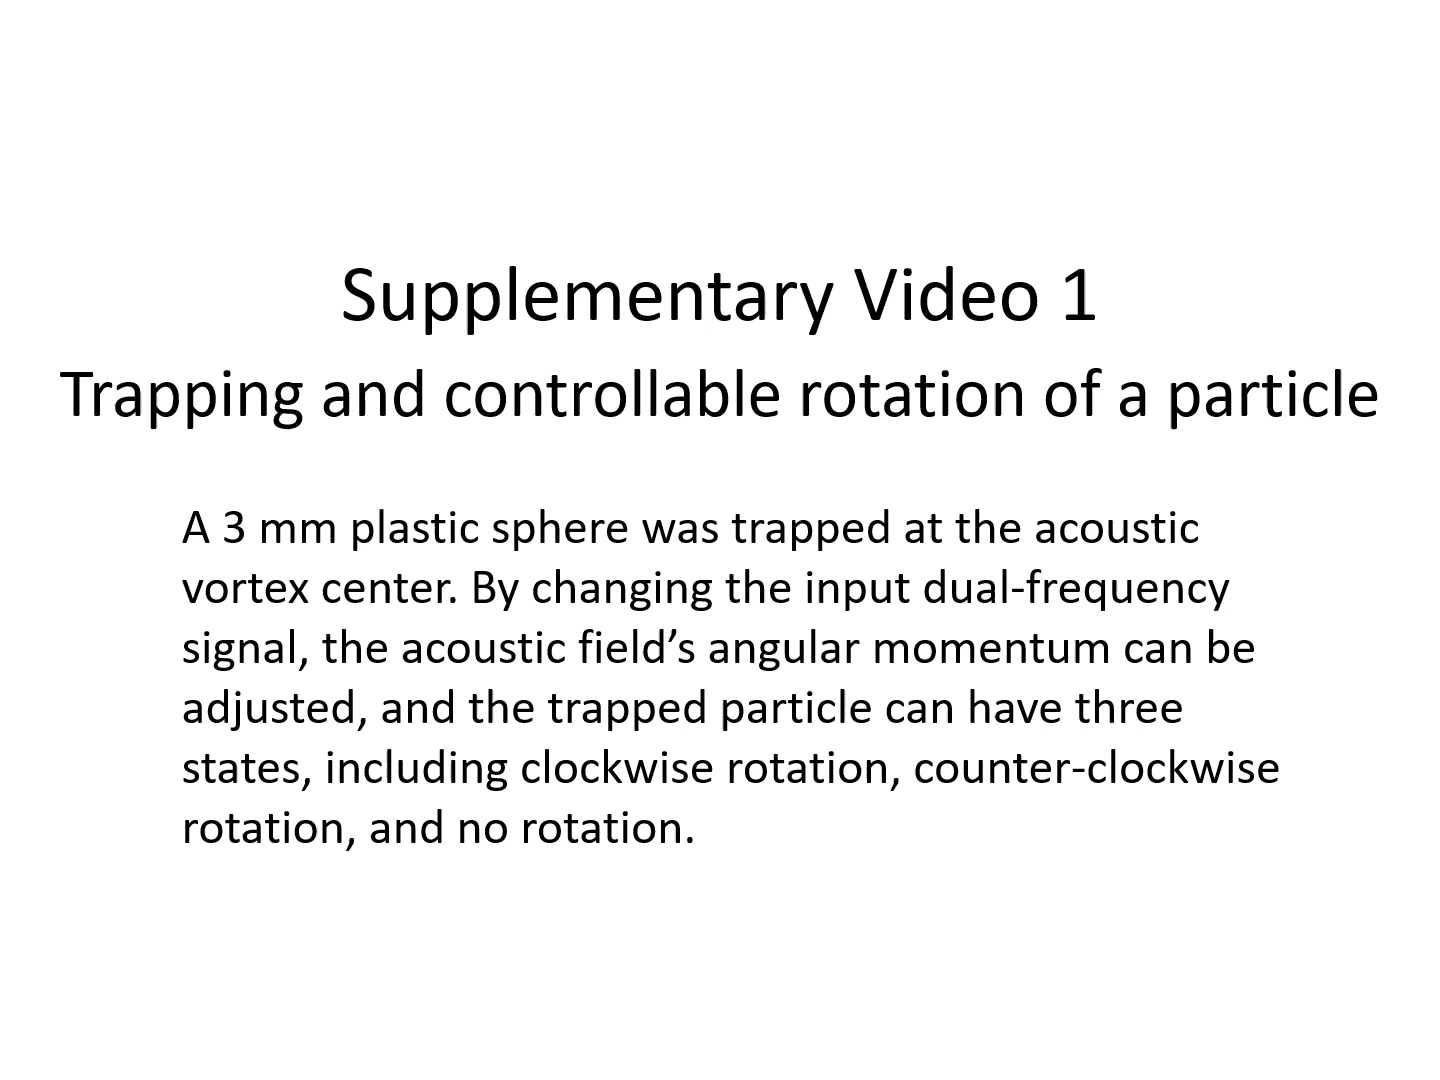 Supplementary Video 1
Trapping and controllable rotation of a particle
A 3 mm plastic sphere was trapped at the acoustic
vortex center. By changing the input dual-frequency
signal, the acoustic field’s angular momentum can be
adjusted, and the trapped particle can have three
states, including clockwise rotation, counter-clockwise
rotation, and no rotation.